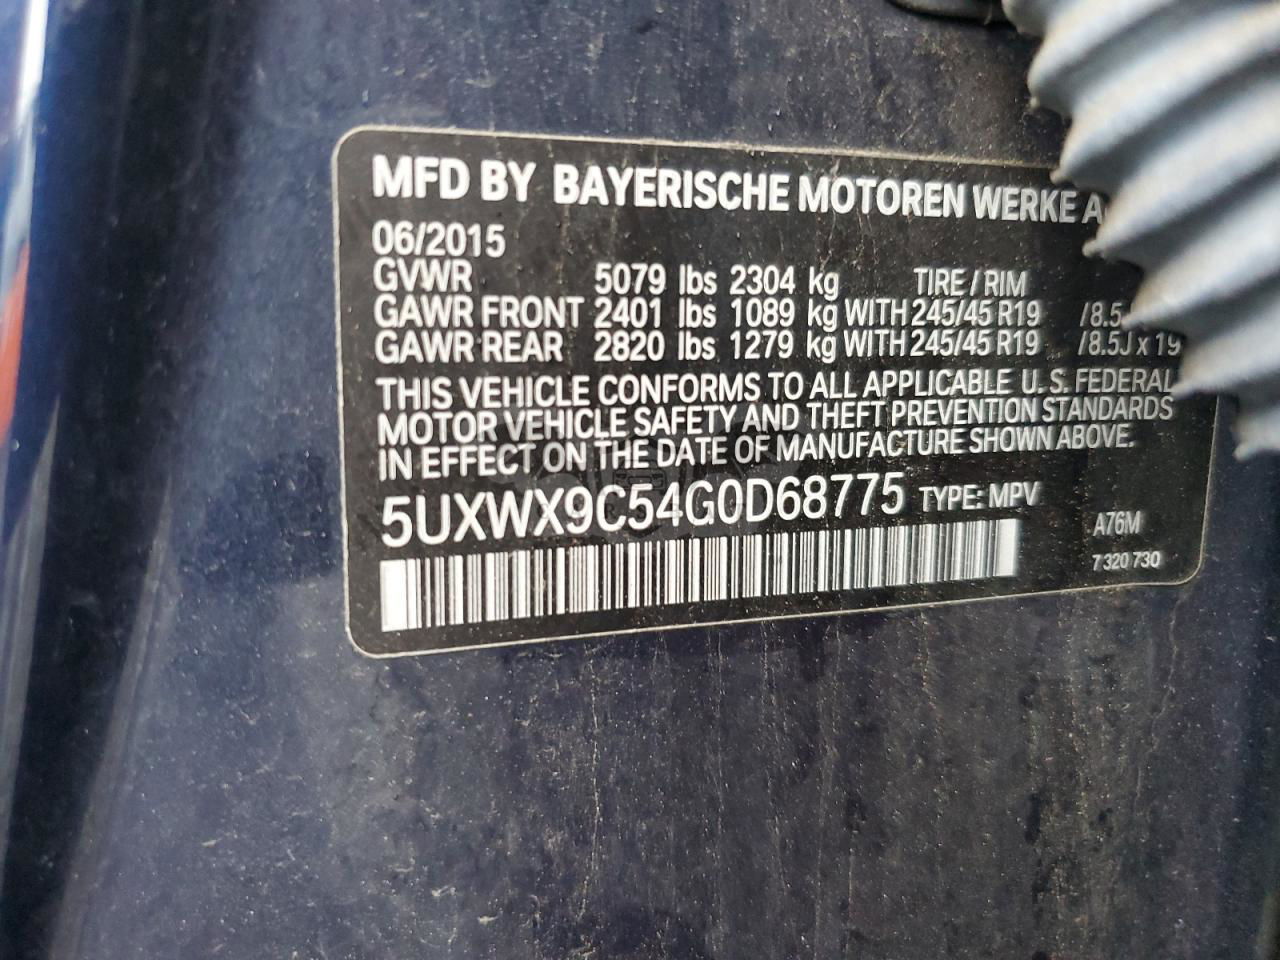 MFD BY BAYERISCHE MOTOREN WERKE
06/2015
GVWR 5079 lbs 2304 kg TIRE / RIM
GAWR FRONT 2401 lbs 1089 kg WITH 245/45 R19 /8.5J
GAWR REAR 2820 lbs 1279 kg WITH 245/45 R19 /8.5J x 19
THIS VEHICLE CONFORMS TO ALL APPLICABLE U.S. FEDERAL
MOTOR VEHICLE SAFETY AND THEFT PREVENTION STANDARDS
IN EFFECT ON THE DATE OF MANUFACTURE SHOWN ABOVE.
5UXWX9C54G0D68775 TYPE: MPV
A76M
7 320 730